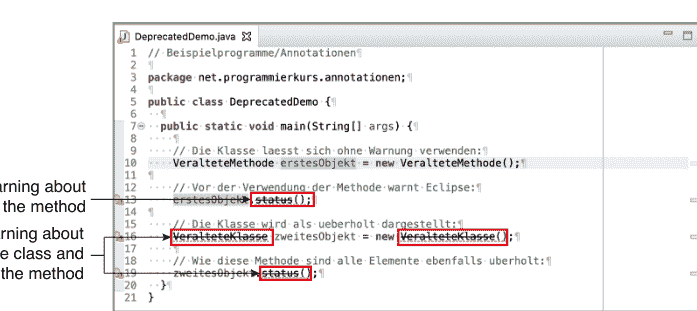 DeprecatedDemo.java
1 // Beispielprogramme/Annotationen¶
2 ¶
3 package·net.programmierkurs.annotationen;¶
4 ¶
5 public·class·DeprecatedDemo·{¶
6 ··¶
7 ··public·static·void·main(String[]·args)·{¶
8 ····¶
9 ····//·Die·Klasse·laesst·sich·ohne·Warnung·verwenden:¶
10 VeralteteMethode erstesObjekt = new VeralteteMethode();¶
11 ····¶
12 ····//·Vor·der·Verwendung·der·Methode·warnt·Eclipse:¶
13 erstesObjekt.status();¶
14 ¶
15 ····//·Die·Klasse·wird·als·ueberholt·dargestellt:¶
16 VeralteteKlasse zweitesObjekt = new VeralteteKlasse();¶
17 ····¶
18 ····//·Wie·diese·Methode·sind·alle·Elemente·ebenfalls·uberholt:¶
19 zweitesObjekt.status();¶
20 ··}¶
21 }
about
the method
about
class and
the method